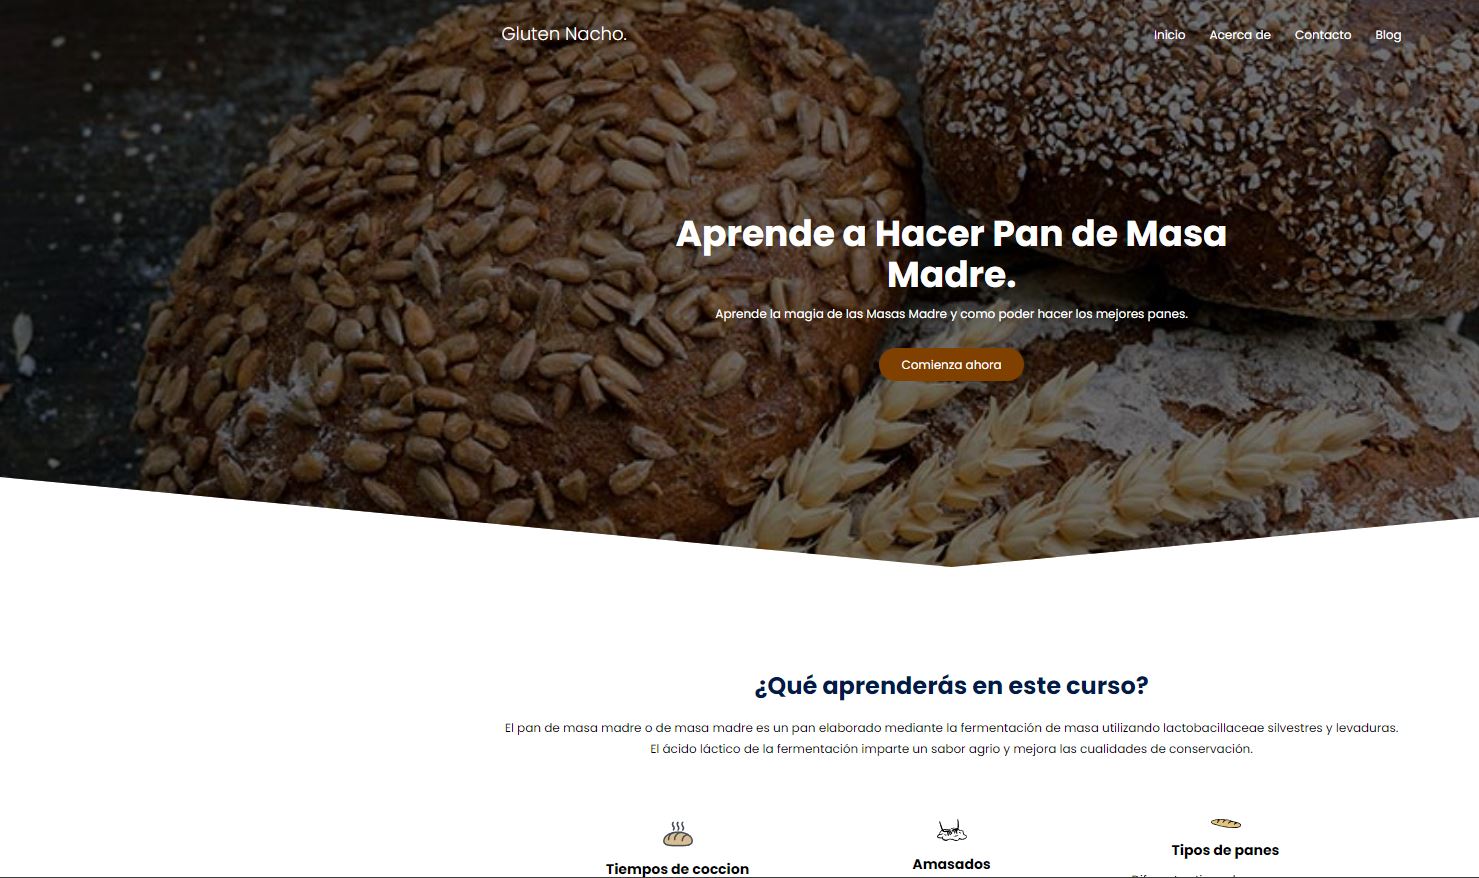 Gluten Nacho.
Inicio Acerca de Contacto Blog
Aprende a Hacer Pan de Masa
Madre.
Aprende la magia de las Masas Madre y como poder hacer los mejores panes.
Comienza ahora
¿Qué aprenderás en este curso?
El pan de masa madre o de masa madre es un pan elaborado mediante la fermentación de masa utilizando lactobacillaceae silvestres y levaduras.
El ácido láctico de la fermentación imparte un sabor agrio y mejora las cualidades de conservación.
Tiempos de coccion
Amasados
Tipos de panes